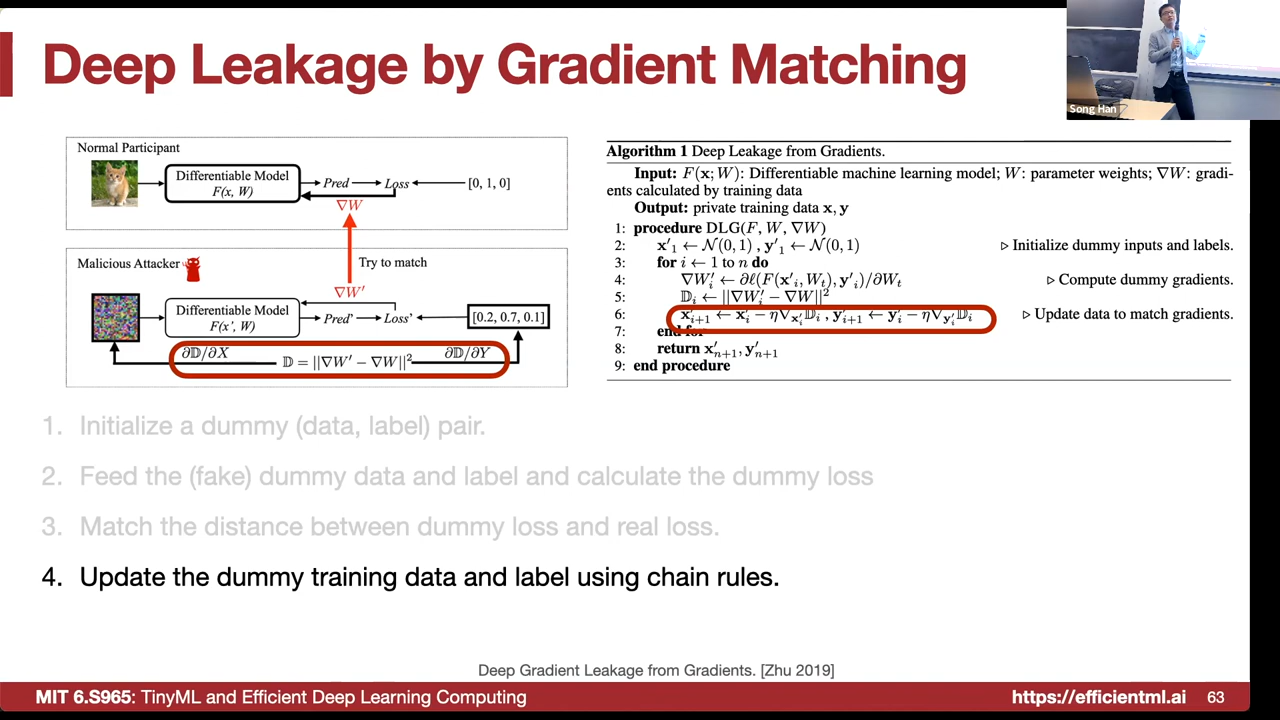 Deep Leakage by Gradient Matching
Song Han
Normal Participant
Differentiable Model
F(x, W)
Pred
Loss
[0, 1, 0]
∇W
Try to match
Malicious Attacker
∇W'
Differentiable Model
F(x', W)
Pred'
Loss'
[0.2, 0.7, 0.1]
∂𝔻/∂X
𝔻 = ||∇W' − ∇W||²
∂𝔻/∂Y
Algorithm 1 Deep Leakage from Gradients.
Input: F(x; W): Differentiable machine learning model; W: parameter weights; ∇W: gradi-
ents calculated by training data
Output: private training data x, y
1: procedure DLG(F, W, ∇W)
2: x'₁ ← 𝒩(0, 1) , y'₁ ← 𝒩(0, 1) ▷ Initialize dummy inputs and labels.
3: for i ← 1 to n do
4: ∇W'ᵢ ← ∂ℓ(F(x'ᵢ, Wₜ), y'ᵢ)/∂Wₜ ▷ Compute dummy gradients.
5: 𝔻ᵢ ← ||∇W'ᵢ − ∇W||²
6: x'ᵢ₊₁ ← x'ᵢ − η∇ₓ'ᵢ𝔻ᵢ , y'ᵢ₊₁ ← y'ᵢ − η∇y'ᵢ𝔻ᵢ ▷ Update data to match gradients.
7: end for
8: return x'ₙ₊₁, y'ₙ₊₁
9: end procedure
1. Initialize a dummy (data, label) pair.
2. Feed the (fake) dummy data and label and calculate the dummy loss
3. Match the distance between dummy loss and real loss.
4. Update the dummy training data and label using chain rules.
Deep Gradient Leakage from Gradients. [Zhu 2019]
MIT 6.S965: TinyML and Efficient Deep Learning Computing
https://efficientml.ai
63